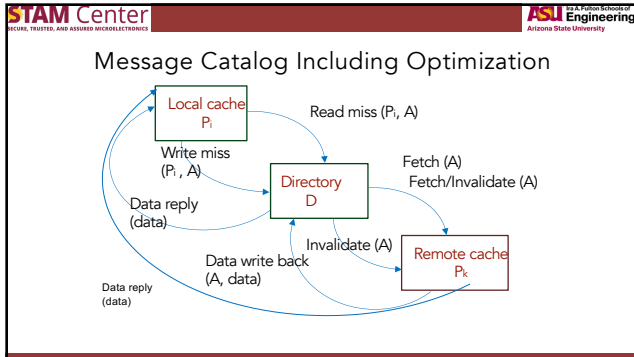 STAM Center
SECURE, TRUSTED, AND ASSURED MICROELECTRONICS
ASU Ira A. Fulton Schools of
Engineering
Arizona State University
Message Catalog Including Optimization
Local cache
Pi
Read miss (Pi, A)
Write miss
(Pi , A)
Directory
D
Fetch (A)
Fetch/Invalidate (A)
Data reply
(data)
Invalidate (A)
Data write back
(A, data)
Remote cache
Pk
Data reply
(data)